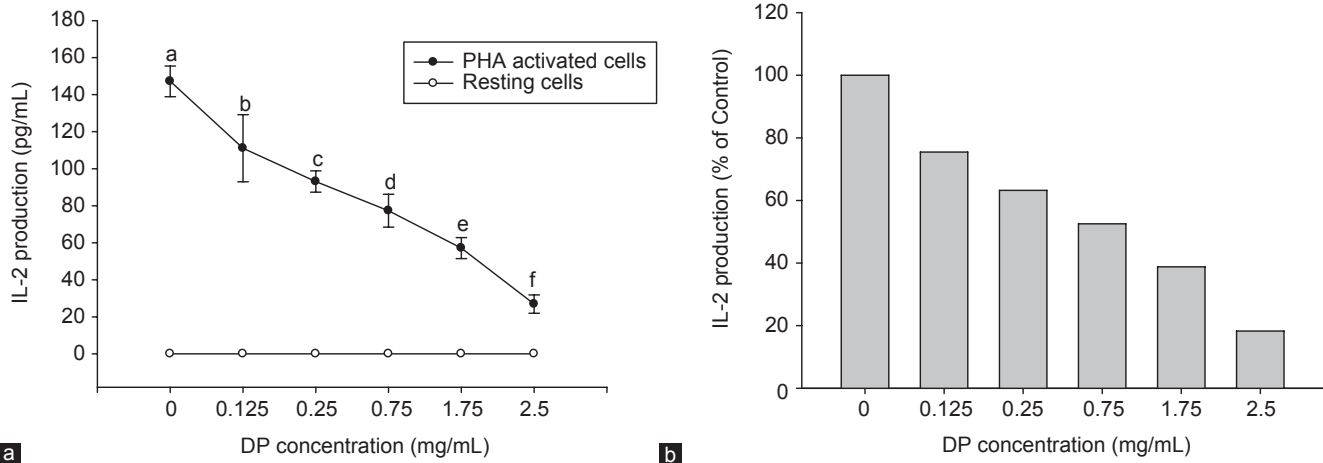 180
160
140
120
100
80
60
40
20
0
IL-2 production (pg/mL)
a
b
c
d
e
f
PHA activated cells
Resting cells
0 0.125 0.25 0.75 1.75 2.5
DP concentration (mg/mL)
a
120
100
80
60
40
20
0
IL-2 production (% of Control)
0 0.125 0.25 0.75 1.75 2.5
DP concentration (mg/mL)
b